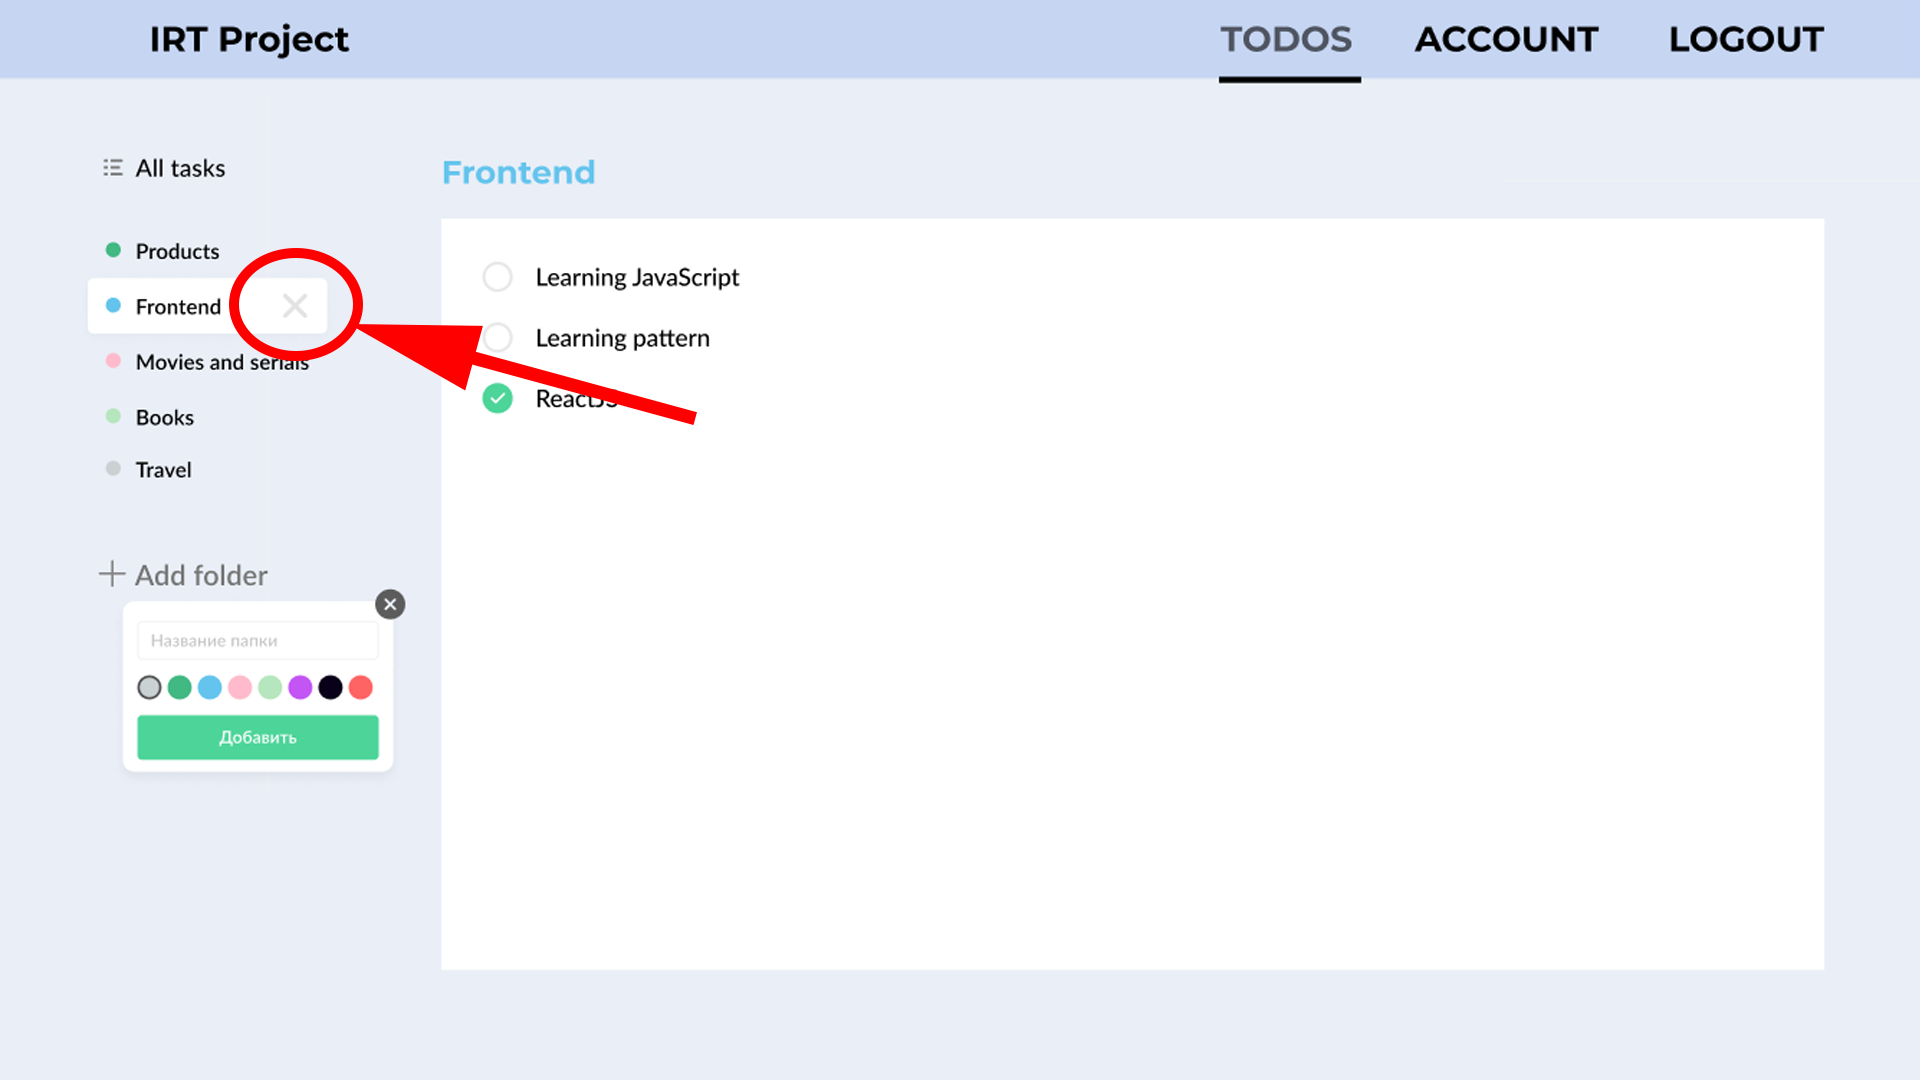 IRT Project
TODOS ACCOUNT LOGOUT
All tasks
Products
Frontend
Movies and serials
Books
Travel
Add folder
Название папки
Добавить
Frontend
Learning JavaScript
Learning pattern
ReactJS